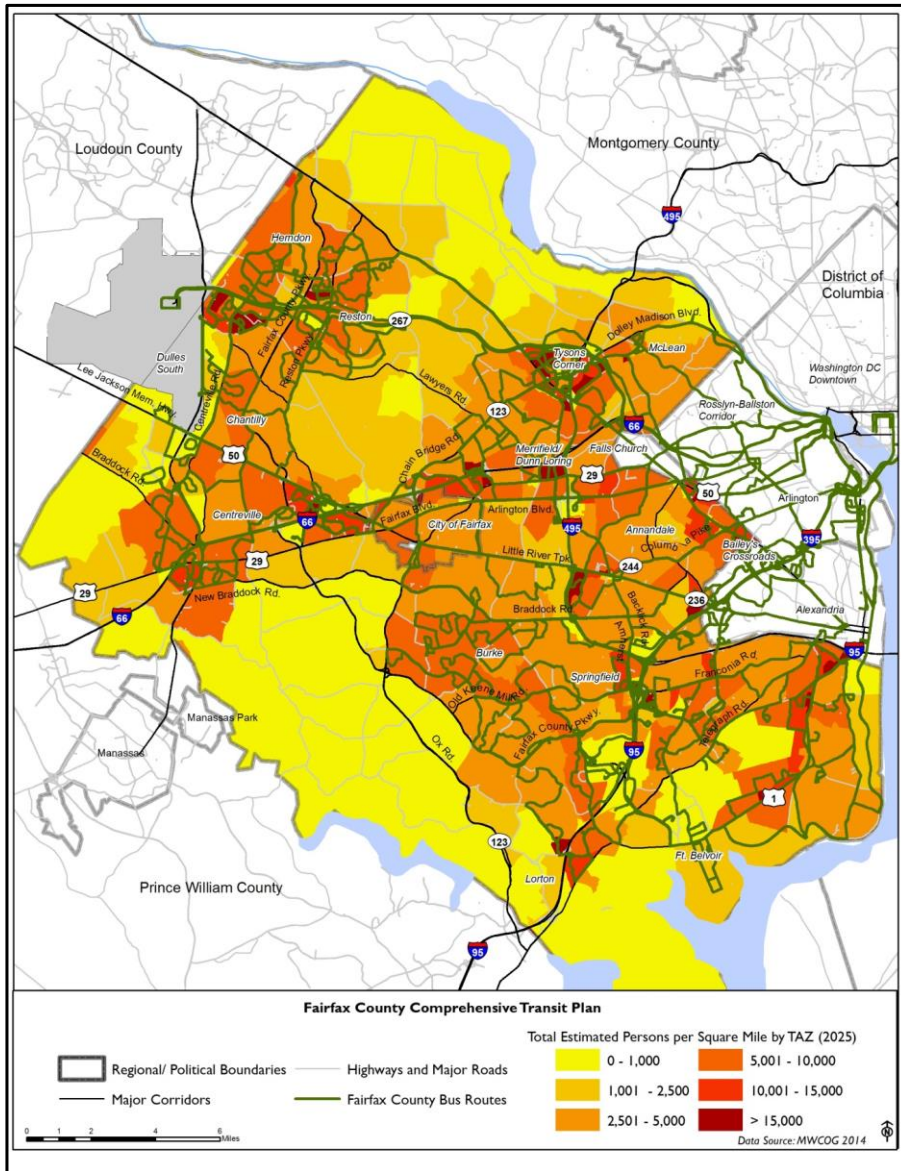 Loudoun County
Montgomery County
495
District of
Columbia
Herndon
Fairfax County Pkwy
Reston
267
Reston Pkwy
Dolley Madison Blvd.
McLean
Tysons
Corner
Washington DC
Downtown
Dulles
South
Lee Jackson Mem. Hwy.
Centreville Rd.
Lawyers Rd.
123
Rosslyn-Ballston
Corridor
Chantilly
66
Chain Bridge Rd.
Merrifield/
Dunn Loring
Falls Church
Braddock Rd.
50
29
50
Arlington
Centreville
66
Fairfax Blvd.
City of Fairfax
Arlington Blvd.
495
Annandale
Columb
La Pike
Bailey's
Crossroads
395
29
29
Little River Tpk.
244
236
Alexandria
66
New Braddock Rd.
Braddock Rd.
Backlick Rd.
Amherst
95
Burke
Springfield
Franconia Rd.
Old Keene Mill Rd.
Fairfax County Pkwy.
Telegraph Rd.
Manassas Park
Manassas
Ox Rd.
95
1
123
Ft. Belvoir
Lorton
Prince William County
95
Fairfax County Comprehensive Transit Plan
Total Estimated Persons per Square Mile by TAZ (2025)
Regional/ Political Boundaries
Highways and Major Roads
Major Corridors
Fairfax County Bus Routes
0 - 1,000
5,001 - 10,000
1,001 - 2,500
10,001 - 15,000
2,501 - 5,000
> 15,000
0 1 2 4 6
Miles
Data Source: MWCOG 2014